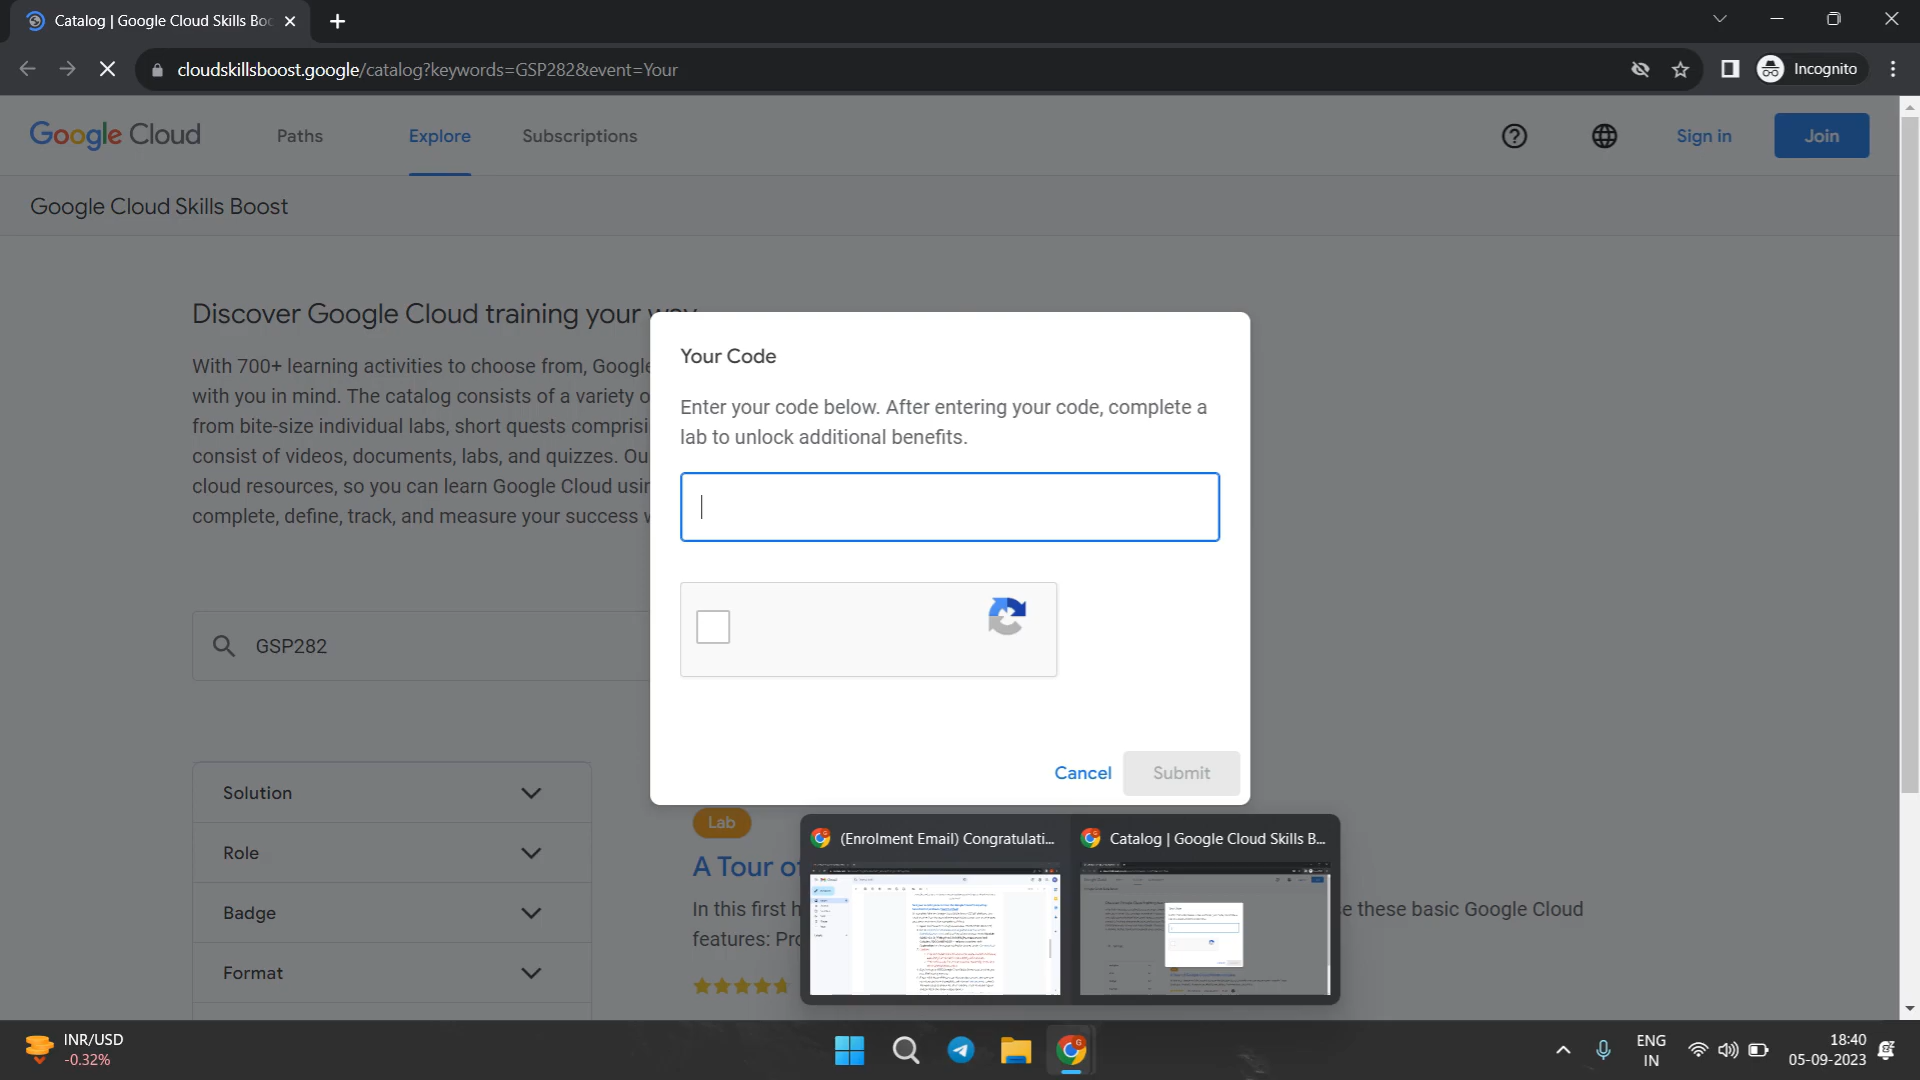 Catalog | Google Cloud Skills Boo
cloudskillsboost.google/catalog?keywords=GSP282&event=Your
Incognito
Google Cloud
Paths
Explore
Subscriptions
Sign in
Join
Google Cloud Skills Boost
Discover Google Cloud training your way
With 700+ learning activities to choose from, Google
with you in mind. The catalog consists of a variety o
from bite-size individual labs, short quests comprisi
consist of videos, documents, labs, and quizzes. Ou
cloud resources, so you can learn Google Cloud usin
complete, define, track, and measure your success
GSP282
Your Code
Enter your code below. After entering your code, complete a
lab to unlock additional benefits.
Cancel
Submit
Solution
Role
Badge
Format
Lab
A Tour o
In this first h
e these basic Google Cloud
features: Pro
(Enrolment Email) Congratulati...
Catalog | Google Cloud Skills B...
INR/USD
-0.32%
ENG
IN
18:40
05-09-2023